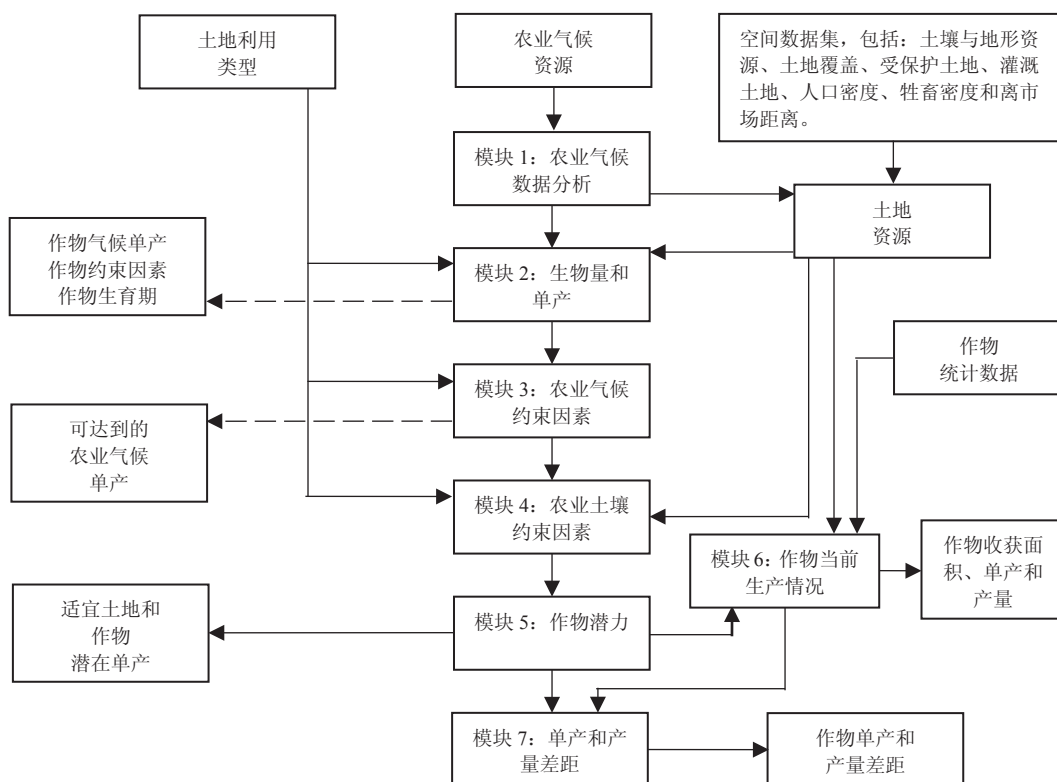 土地利用
类型
农业气候
资源
空间数据集，包括：土壤与地形资
源、土地覆盖、受保护土地、灌溉
土地、人口密度、牲畜密度和离市
场距离。
模块 1：农业气候
数据分析
土地
资源
作物气候单产
作物约束因素
作物生育期
模块 2：生物量和
单产
作物
统计数据
模块 3：农业气候
约束因素
可达到的
农业气候
单产
模块 4：农业土壤
约束因素
模块 6：作物当前
生产情况
作物收获面
积、单产和
产量
适宜土地和
作物
潜在单产
模块 5：作物潜力
模块 7：单产和产
量差距
作物单产和
产量差距